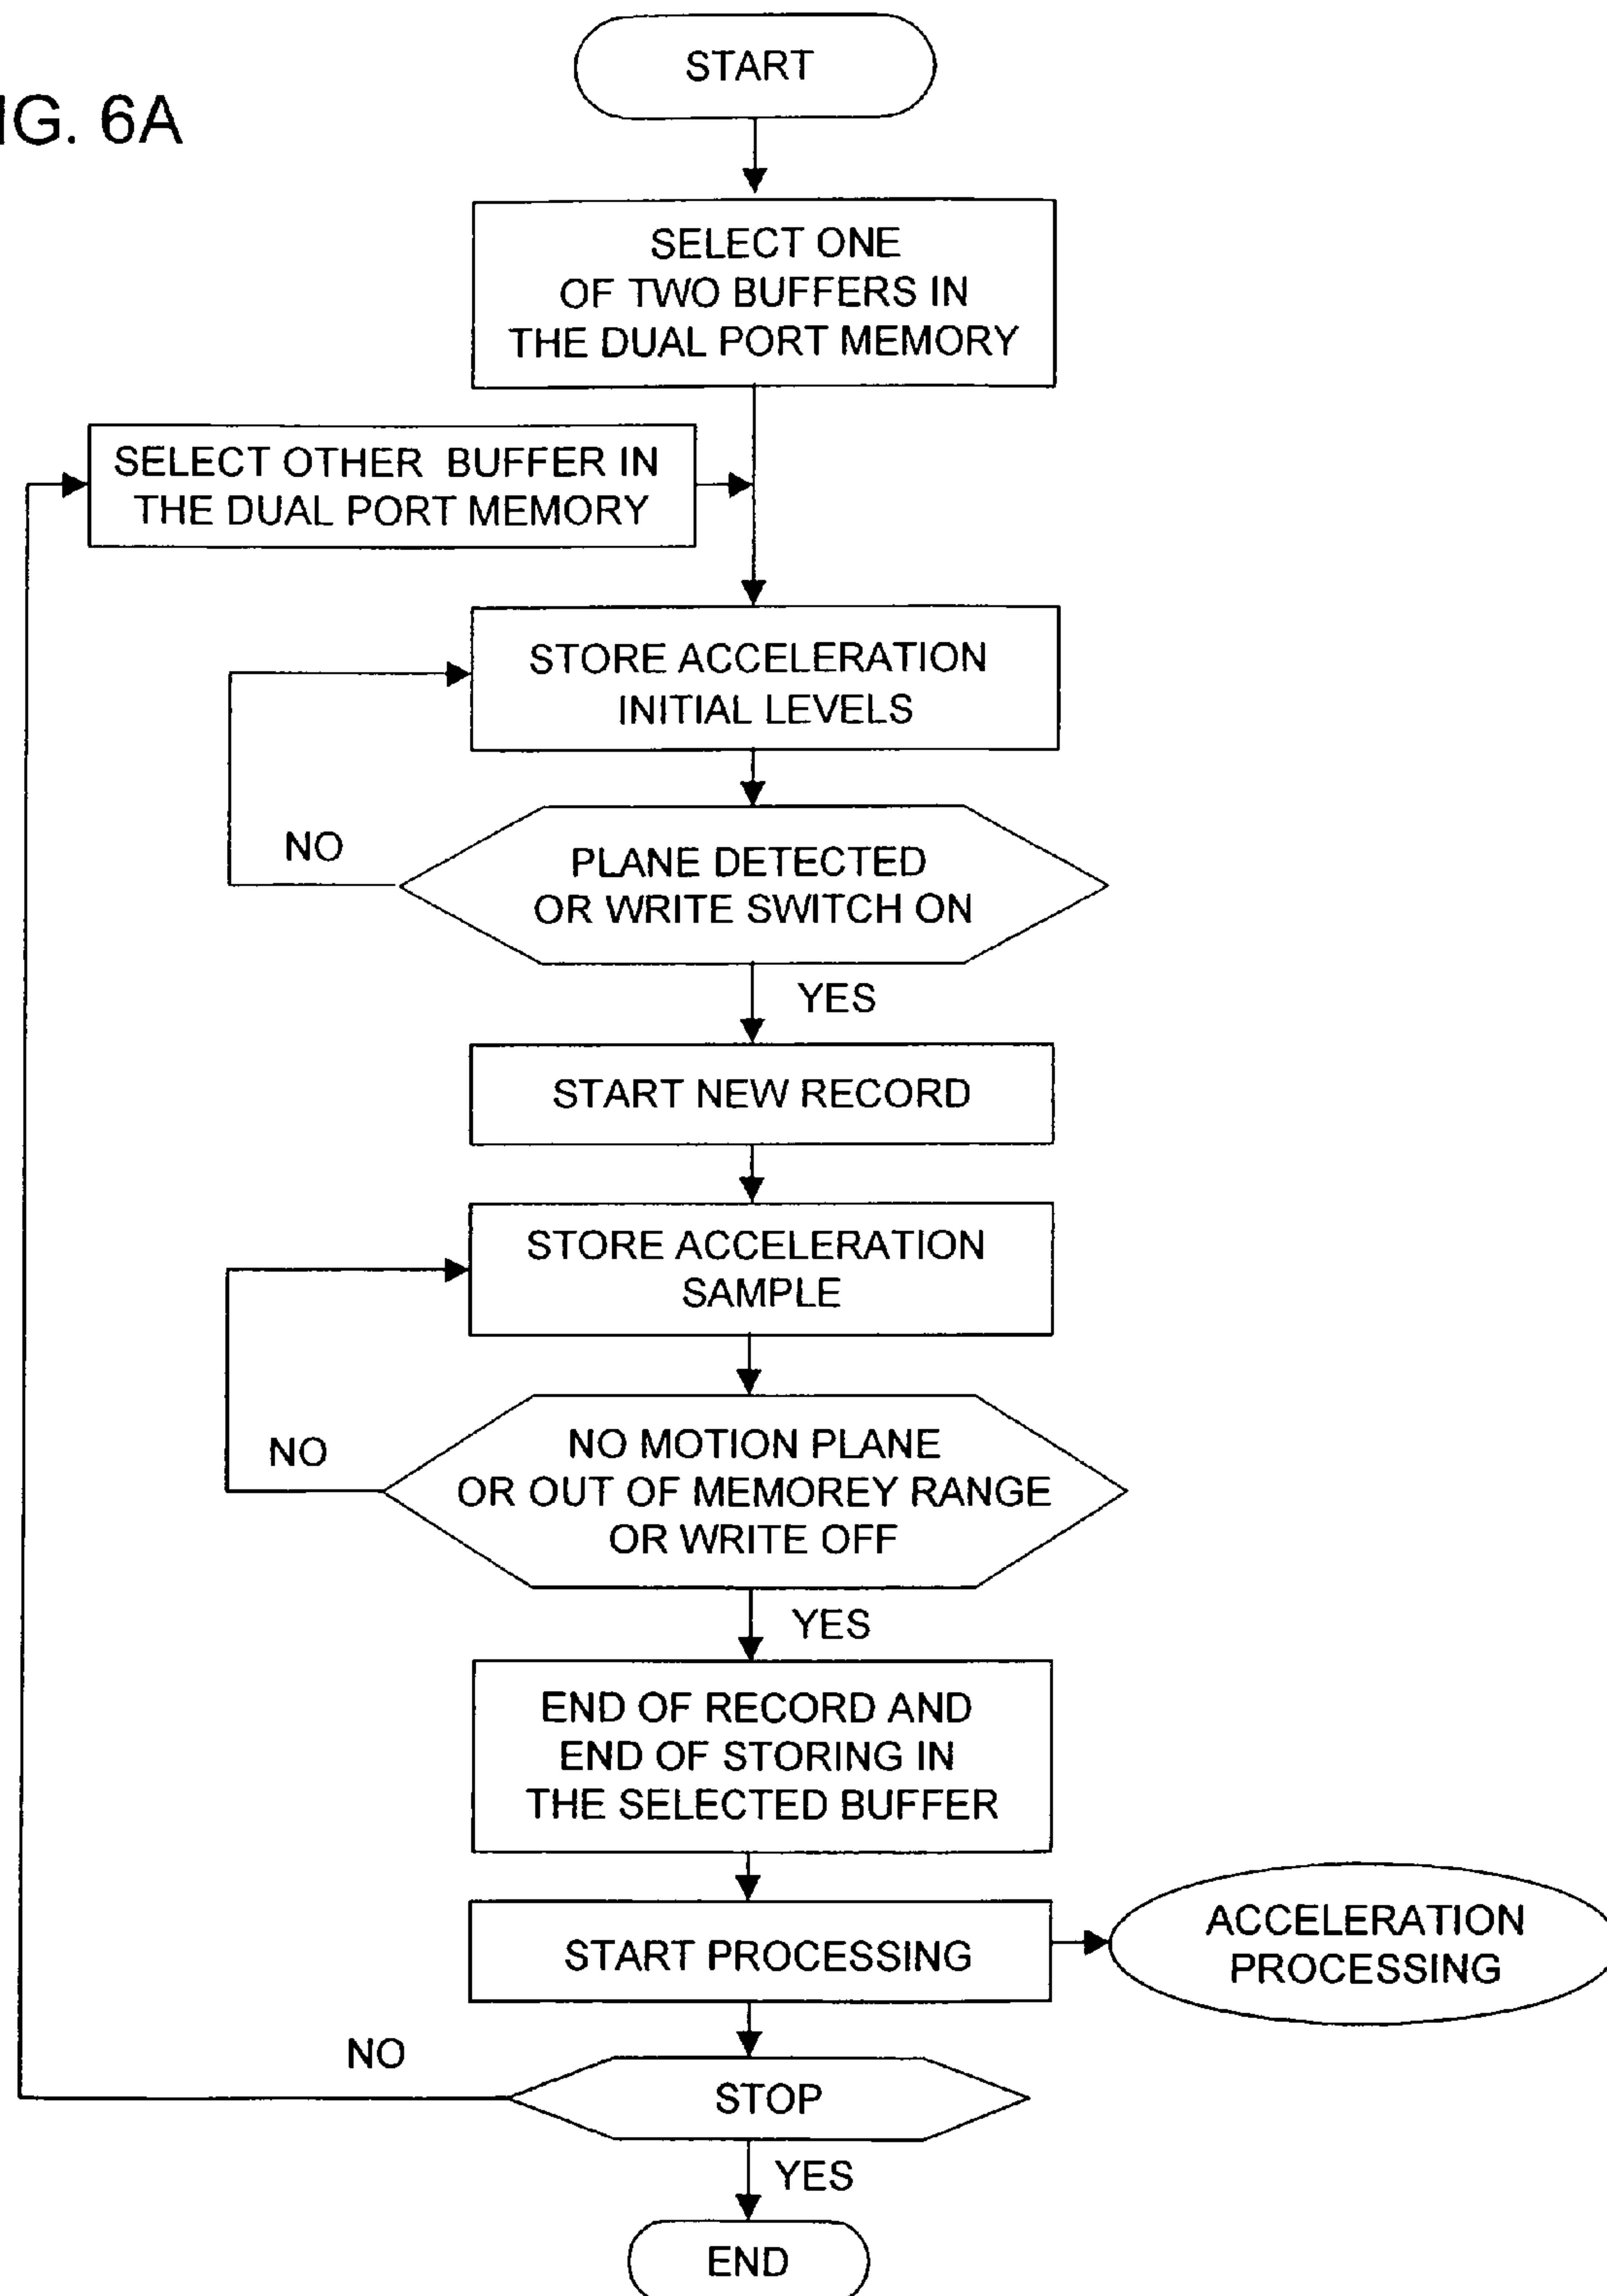 START
IG. 6A
SELECT ONE
OF TWO BUFFERS IN
THE DUAL PORT MEMORY
SELECT OTHER BUFFER IN
THE DUAL PORT MEMORY
STORE ACCELERATION
INITIAL LEVELS
NO
PLANE DETECTED
OR WRITE SWITCH ON
YES
START NEW RECORD
STORE ACCELERATION
SAMPLE
NO
NO MOTION PLANE
OR OUT OF MEMOREY RANGE
OR WRITE OFF
YES
END OF RECORD AND
END OF STORING IN
THE SELECTED BUFFER
START PROCESSING
ACCELERATION
PROCESSING
NO
STOP
YES
END